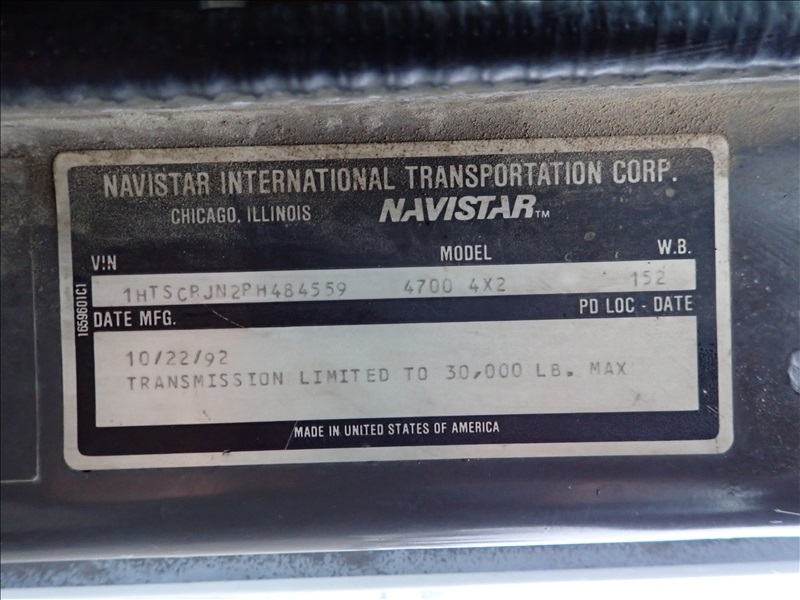 NAVISTAR INTERNATIONAL TRANSPORTATION CORP.
CHICAGO, ILLINOIS NAVISTAR™
VIN MODEL W.B.
1HTSCPJN2PH484559 4700 4X2 152
DATE MFG. PD LOC - DATE
10/22/92
TRANSMISSION LIMITED TO 30,000 LB. MAX
MADE IN UNITED STATES OF AMERICA
1659601C1